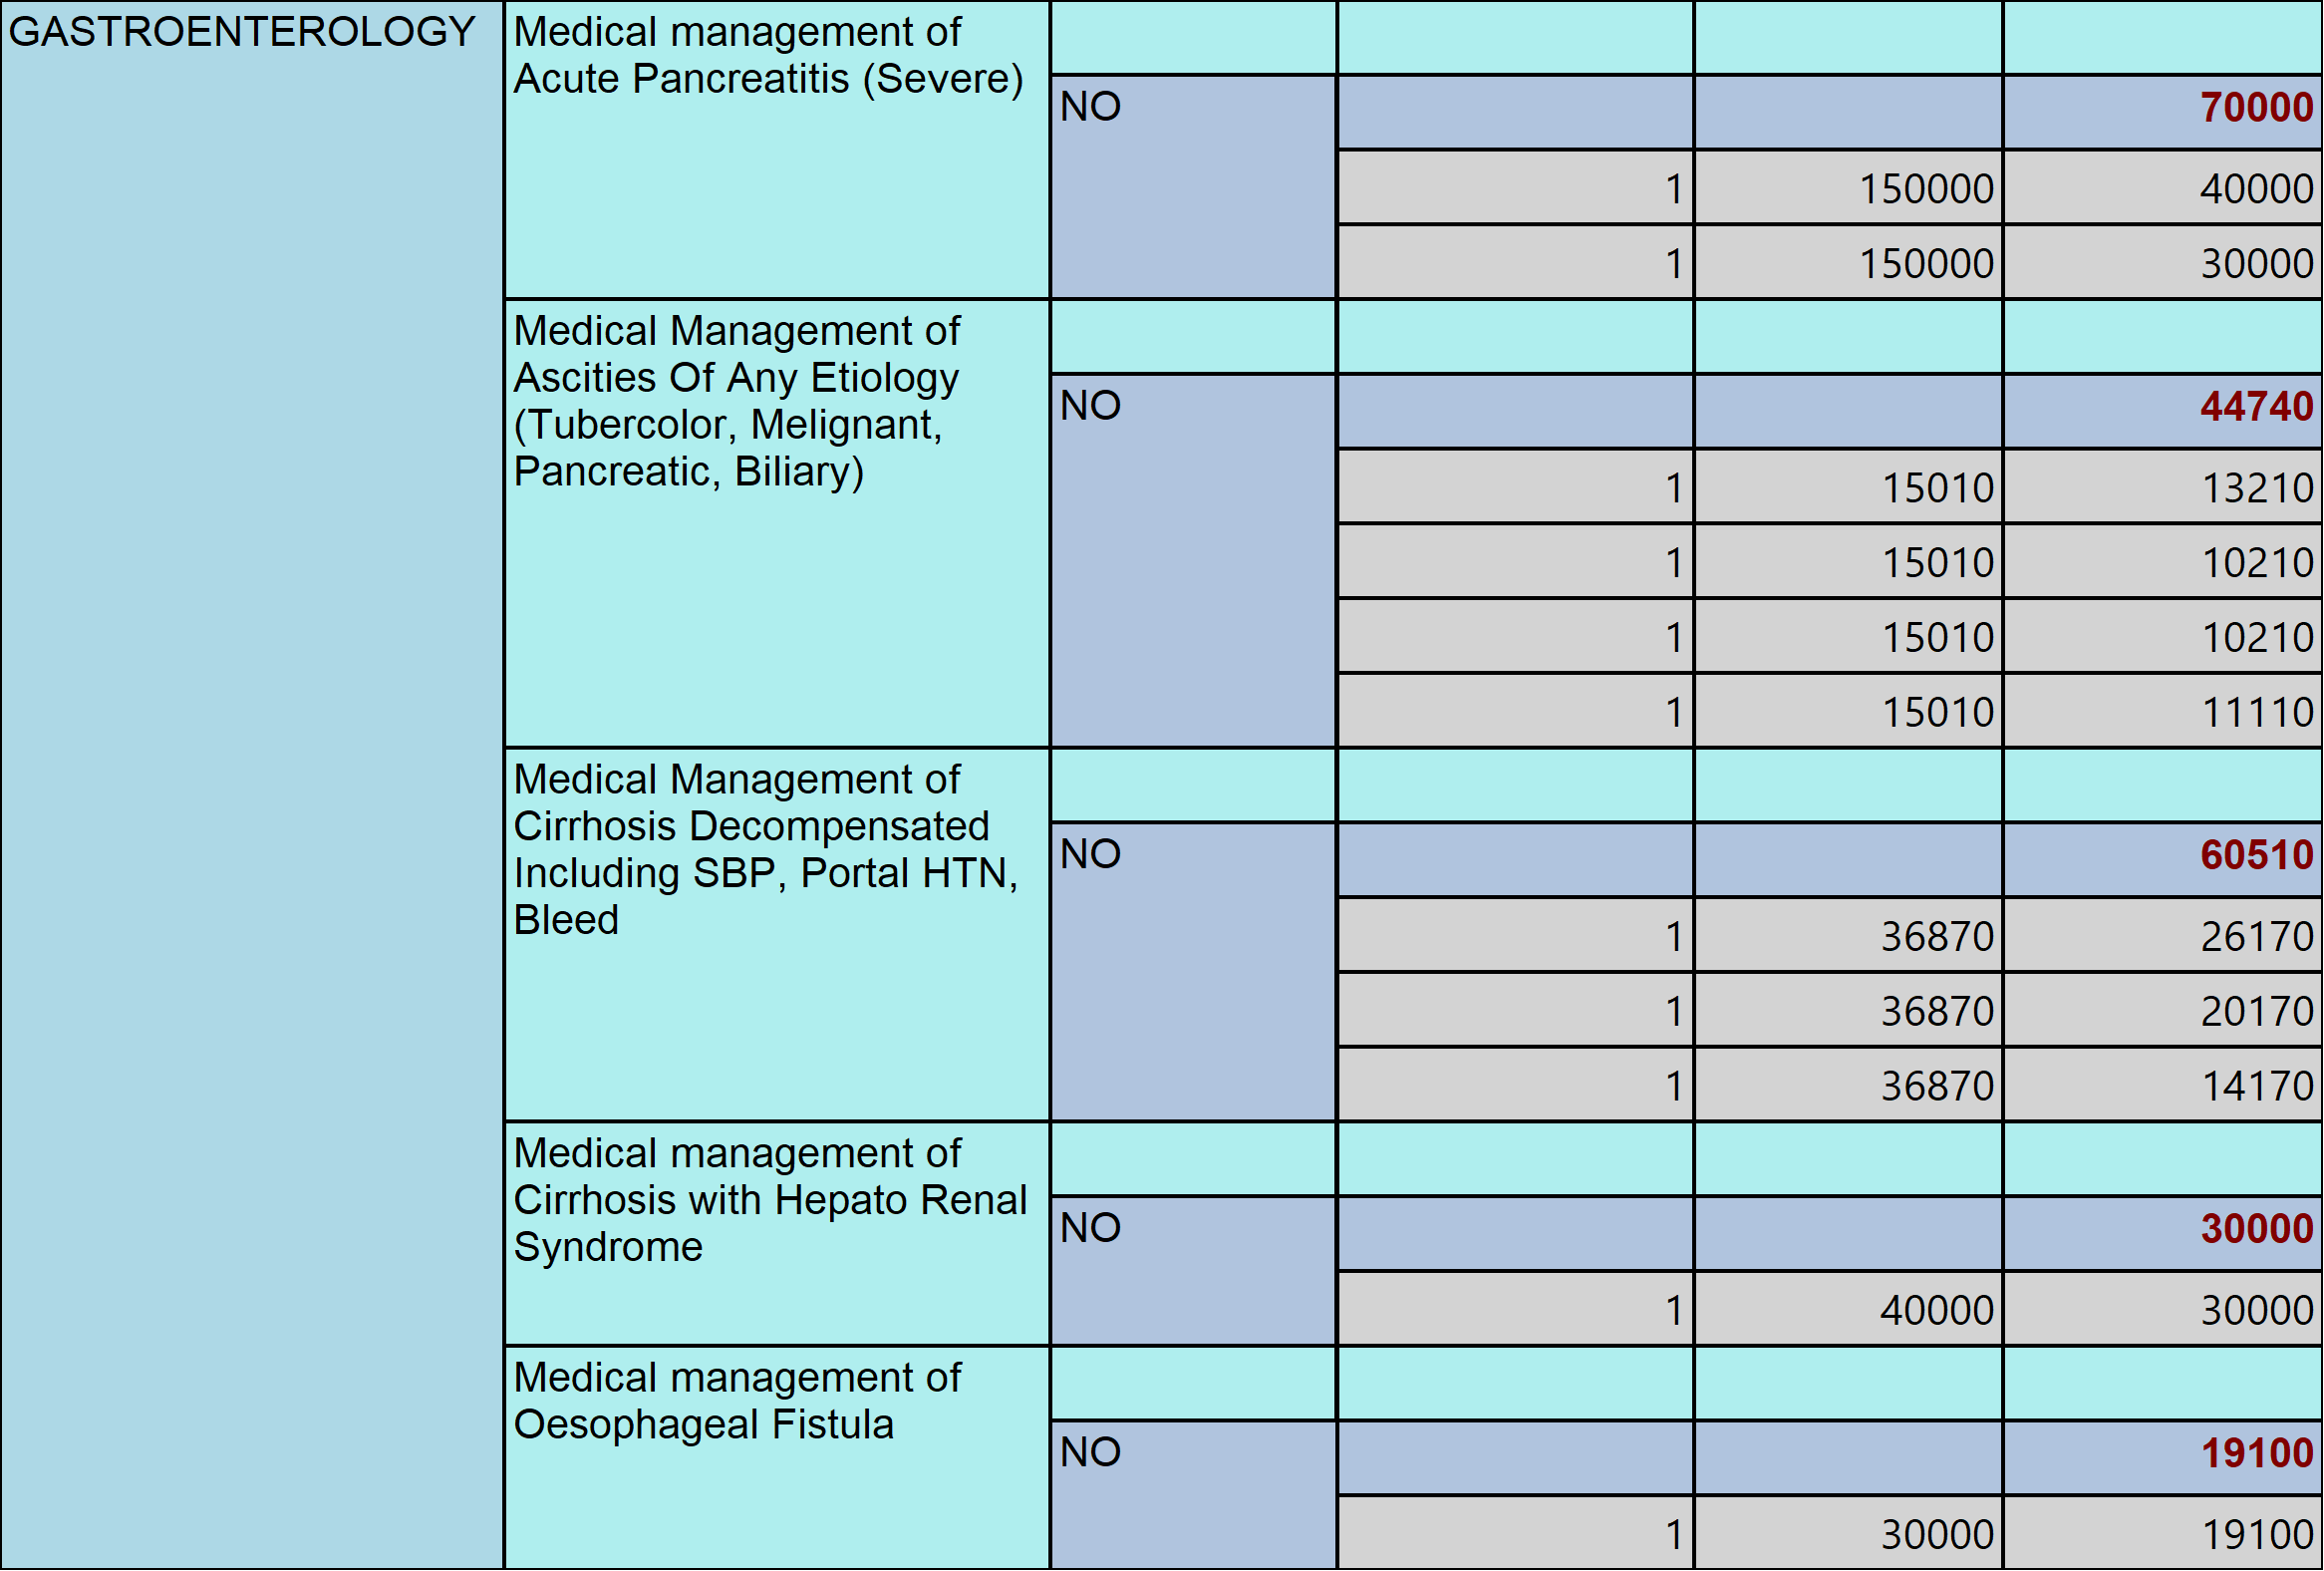 GASTROENTEROLOGY
Medical management of
Acute Pancreatitis (Severe)
NO
70000
1 150000 40000
1 150000 30000
Medical Management of
Ascities Of Any Etiology
(Tubercolor, Melignant,
Pancreatic, Biliary)
NO
44740
1 15010 13210
1 15010 10210
1 15010 10210
1 15010 11110
Medical Management of
Cirrhosis Decompensated
Including SBP, Portal HTN,
Bleed
NO
60510
1 36870 26170
1 36870 20170
1 36870 14170
Medical management of
Cirrhosis with Hepato Renal
Syndrome
NO
30000
1 40000 30000
Medical management of
Oesophageal Fistula
NO
19100
1 30000 19100